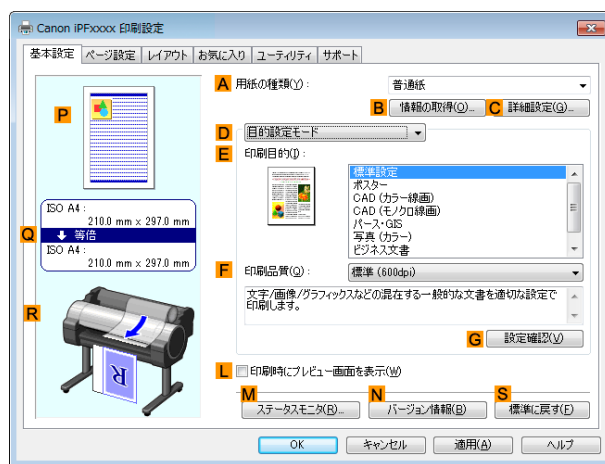 Canon iPFxxxx 印刷設定
基本設定 ページ設定 レイアウト お気に入り ユーティリティ サポート
A 用紙の種類(Y): 普通紙
B 情報の取得(O)... C 詳細設定(G)...
P
D 目的設定モード
E 印刷目的(I):
標準設定
ポスター
CAD (カラー線画)
CAD (モノクロ線画)
パース・GIS
写真 (カラー)
ビジネス文書
ISO A4 :
210.0 mm x 297.0 mm
Q 等倍
ISO A4 :
210.0 mm x 297.0 mm
F 印刷品質(Q): 標準 (600dpi)
文字/画像/グラフィックスなどの混在する一般的な文書を適切な設定で
印刷します。
R
R
G 設定確認(V)
L 印刷時にプレビュー画面を表示(W)
M N S
ステータスモニタ(R)... バージョン情報(B) 標準に戻す(F)
OK キャンセル 適用(A) ヘルプ